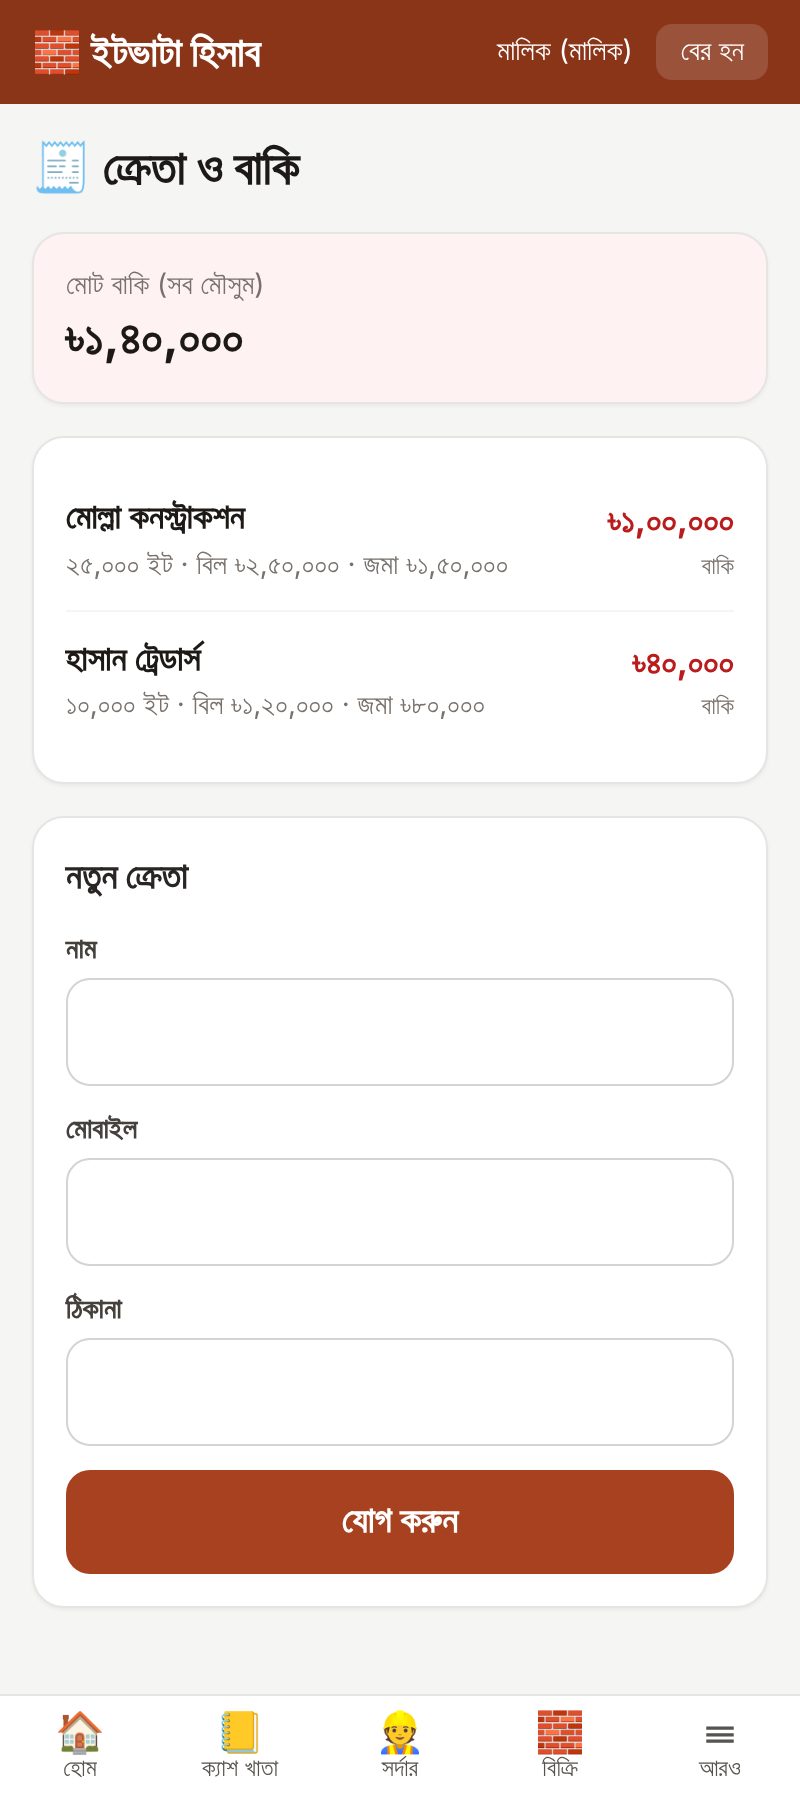 ইটভাটা হিসাব
মালিক (মালিক)
বের হন
ক্রেতা ও বাকি
মোট বাকি (সব মৌসুম)
৳১,৪০,০০০
মোল্লা কনস্ট্রাকশন
৳১,০০,০০০
২৫,০০০ ইট · বিল ৳২,৫০,০০০ · জমা ৳১,৫০,০০০
বাকি
হাসান ট্রেডার্স
৳৪০,০০০
১০,০০০ ইট · বিল ৳১,২০,০০০ · জমা ৳৮০,০০০
বাকি
নতুন ক্রেতা
নাম
মোবাইল
ঠিকানা
যোগ করুন
হোম
ক্যাশ খাতা
সর্দার
বিক্রি
আরও